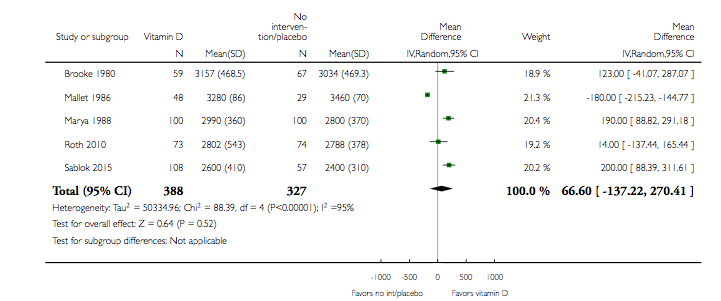 No Mean Mean
Study or subgroup Vitamin D interven-tion/placebo Difference Weight Difference
N Mean(SD) N Mean(SD) IV,Random,95% CI IV,Random,95% CI
Brooke 1980 59 3157 (468.5) 67 3034 (469.3) 18.9 % 123.00 [ -41.07, 287.07 ]
Mallet 1986 48 3280 (86) 29 3460 (70) 21.3 % -180.00 [ -215.23, -144.77 ]
Marya 1988 100 2990 (360) 100 2800 (370) 20.4 % 190.00 [ 88.82, 291.18 ]
Roth 2010 73 2802 (543) 74 2788 (378) 19.2 % 14.00 [ -137.44, 165.44 ]
Sablok 2015 108 2600 (410) 57 2400 (310) 20.2 % 200.00 [ 88.39, 311.61 ]
Total (95% CI) 388 327 100.0 % 66.60 [ -137.22, 270.41 ]
Heterogeneity: Tau² = 50334.96; Chi² = 88.39, df = 4 (P<0.00001); I² =95%
Test for overall effect: Z = 0.64 (P = 0.52)
Test for subgroup differences: Not applicable
-1000 -500 0 500 1000
Favors no int/placebo Favors vitamin D